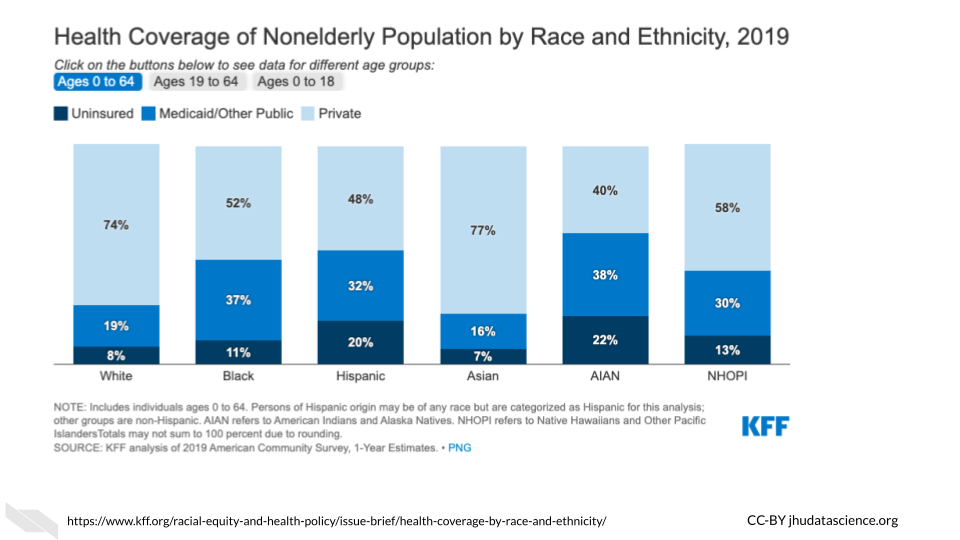 Health Coverage of Nonelderly Population by Race and Ethnicity, 2019
Click on the buttons below to see data for different age groups:
Ages 0 to 64 Ages 19 to 64 Ages 0 to 18
Uninsured Medicaid/Other Public Private
74% 52% 48% 77% 40% 58%
19% 37% 32% 16% 38% 30%
8% 11% 20% 7% 22% 13%
White Black Hispanic Asian AIAN NHOPI
NOTE: Includes individuals ages 0 to 64. Persons of Hispanic origin may be of any race but are categorized as Hispanic for this analysis;
other groups are non-Hispanic. AIAN refers to American Indians and Alaska Natives. NHOPI refers to Native Hawaiians and Other Pacific
IslandersTotals may not sum to 100 percent due to rounding.
SOURCE: KFF analysis of 2019 American Community Survey, 1-Year Estimates. • PNG
KFF
https://www.kff.org/racial-equity-and-health-policy/issue-brief/health-coverage-by-race-and-ethnicity/
CC-BY jhudatascience.org